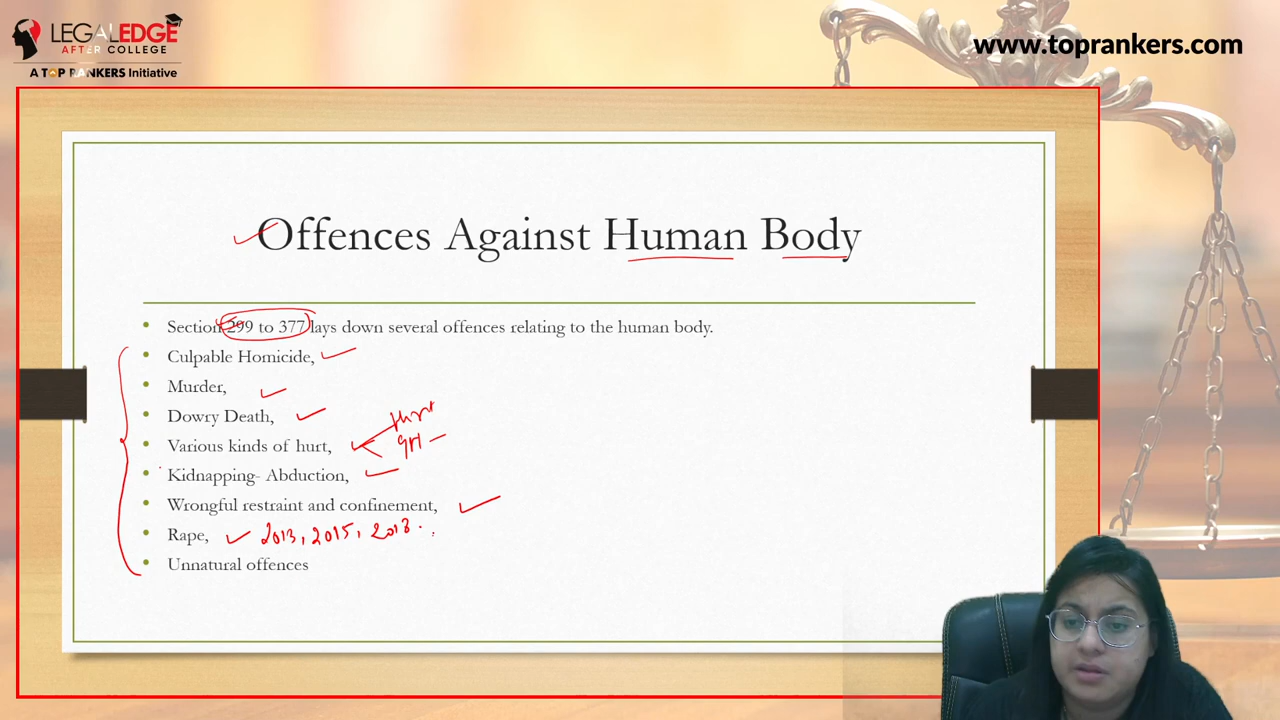 LEGALEDGE
AFTER COLLEGE
A TOP RANKERS Initiative
www.toprankers.com
Offences Against Human Body
• Section 299 to 377 lays down several offences relating to the human body.
• Culpable Homicide,
• Murder,
• Dowry Death,
• Various kinds of hurt,
hurt
gH
• Kidnapping- Abduction,
• Wrongful restraint and confinement,
• Rape, 2013, 2015, 2018.
• Unnatural offences